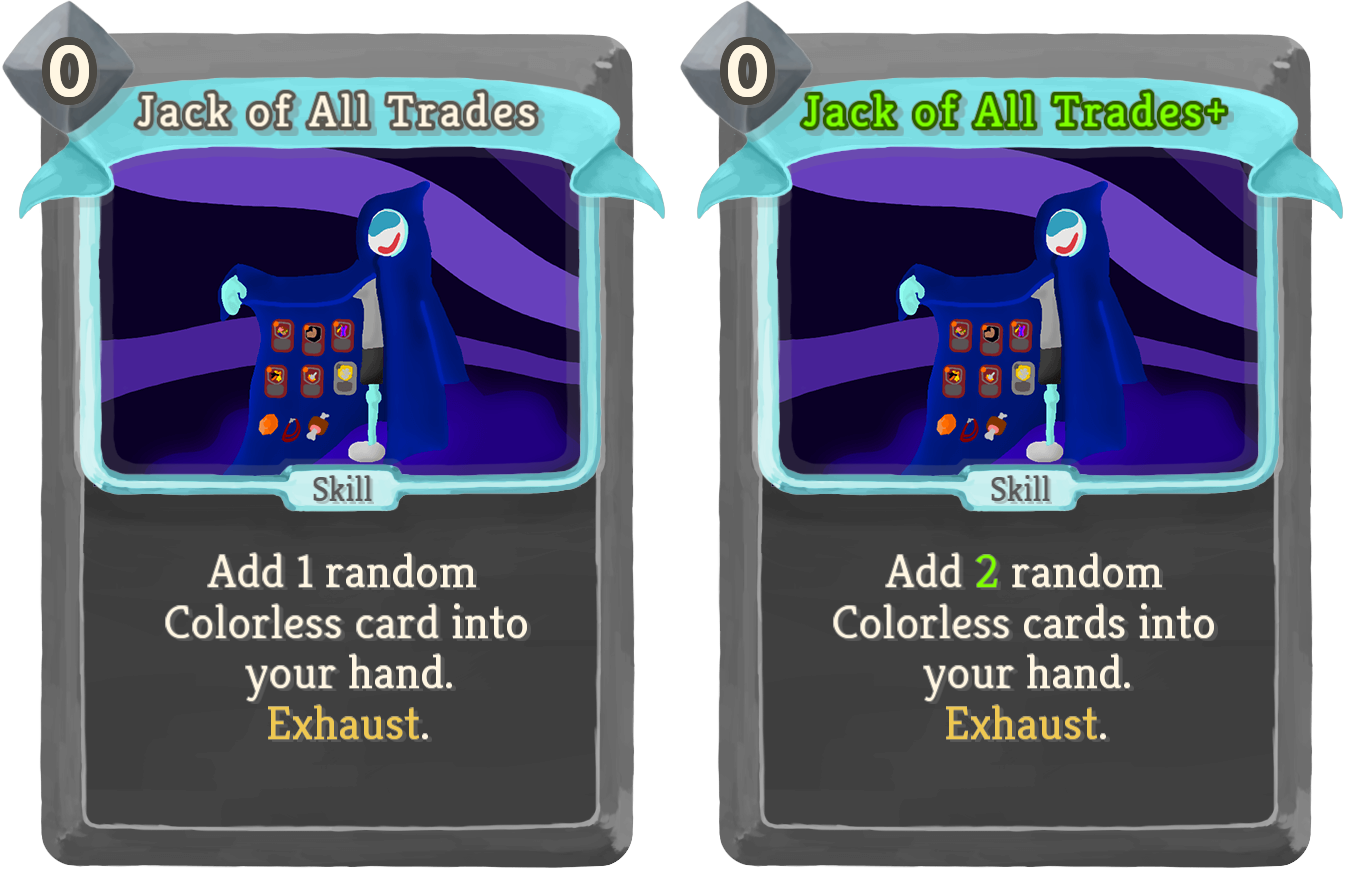 0
Jack of All Trades
Skill
Add 1 random
Colorless card into
your hand.
Exhaust.
0
Jack of All Trades+
Skill
Add 2 random
Colorless cards into
your hand.
Exhaust.